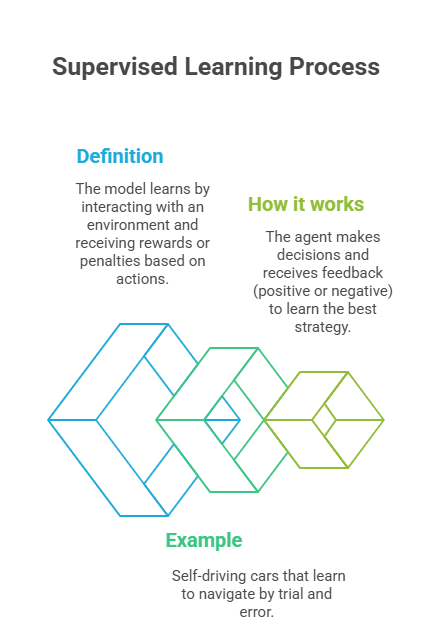 Supervised Learning Process
Definition
The model learns by
interacting with an
environment and
receiving rewards or
penalties based on
actions.
How it works
The agent makes
decisions and
receives feedback
(positive or negative)
to learn the best
strategy.
Example
Self-driving cars that learn
to navigate by trial and
error.